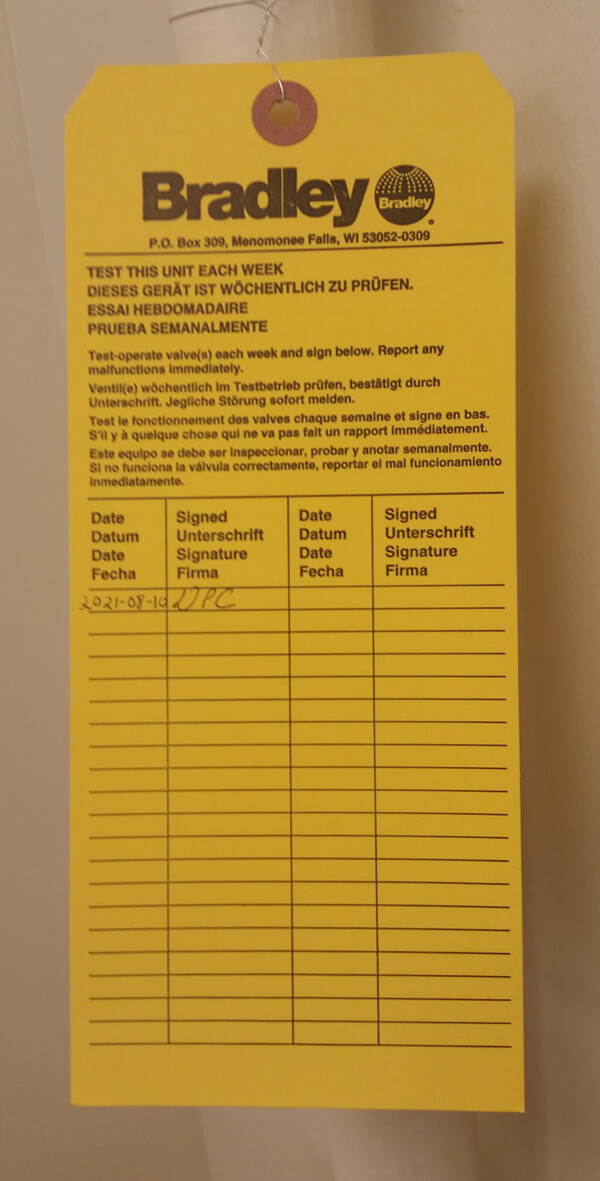 Bradley Bradley
P.O. Box 309, Menomonee Falls, WI 53052-0309
TEST THIS UNIT EACH WEEK
DIESES GERÄT IST WÖCHENTLICH ZU PRÜFEN.
ESSAI HEBDOMADAIRE
PRUEBA SEMANALMENTE
Test-operate valve(s) each week and sign below. Report any
malfunctions immediately.
Ventil(e) wöchentlich im Testbetrieb prüfen, bestätigt durch
Unterschrift. Jegliche Störung sofort melden.
Test le fonctionnement des valves chaque semaine et signe en bas.
S'il y à quelque chose qui ne va pas fait un rapport immédiatement.
Este equipo se debe ser inspeccionar, probar y anotar semanalmente.
Si no funciona la válvula correctamente, reportar el mal funcionamiento
inmediatamente.
Date Signed Date Signed
Datum Unterschrift Datum Unterschrift
Date Signature Date Signature
Fecha Firma Fecha Firma
2021-08-10 DPC